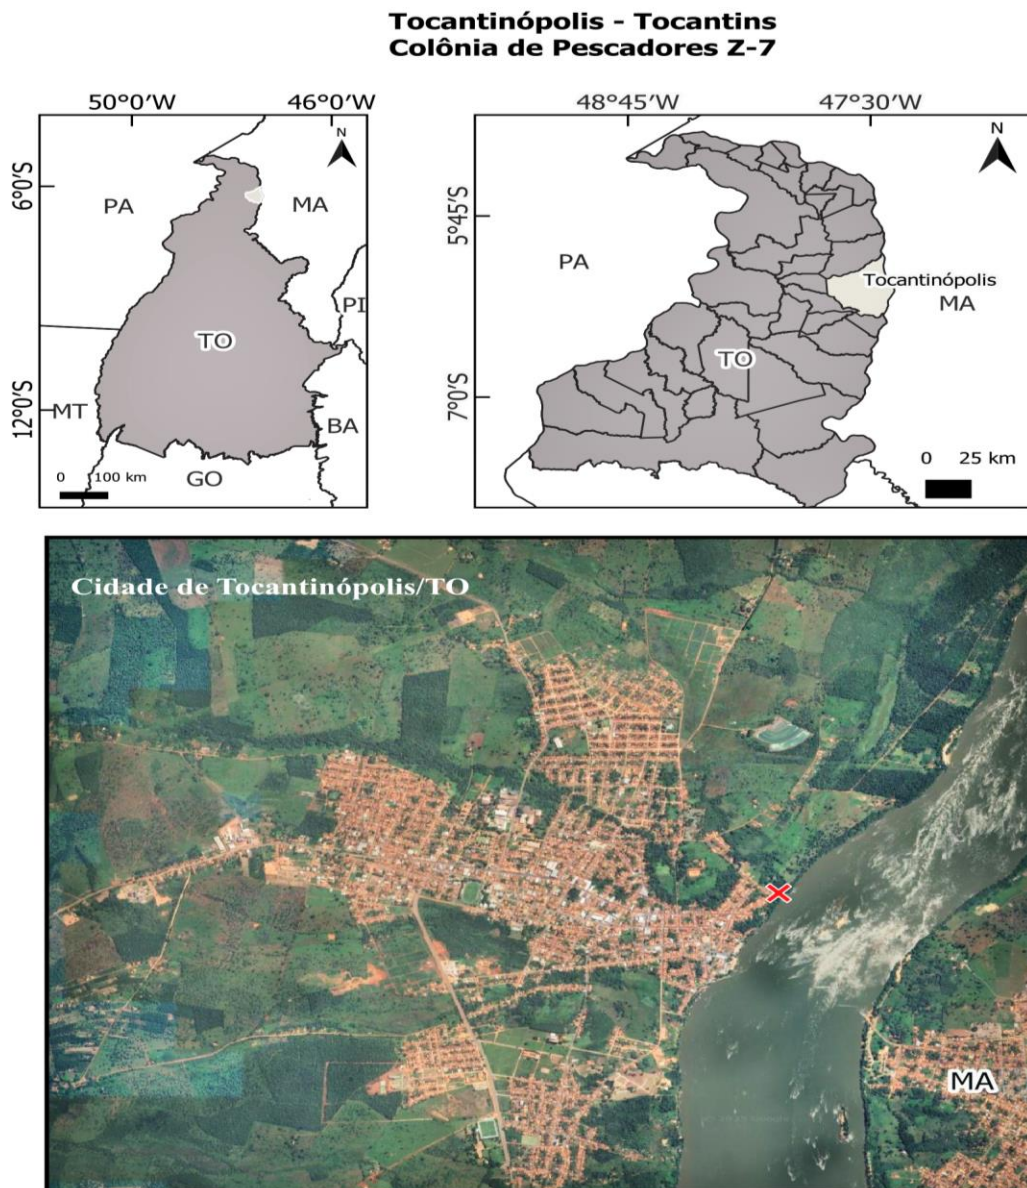 Tocantinópolis - Tocantins
Colônia de Pescadores Z-7
50°0'W 46°0'W
N
6°0'S
PA
MA
PI
TO
12°0'S
MT
BA
0 100 km
GO
48°45'W 47°30'W
N
5°45'S
PA
Tocantinópolis
MA
TO
7°0'S
0 25 km
Cidade de Tocantinópolis/TO
MA